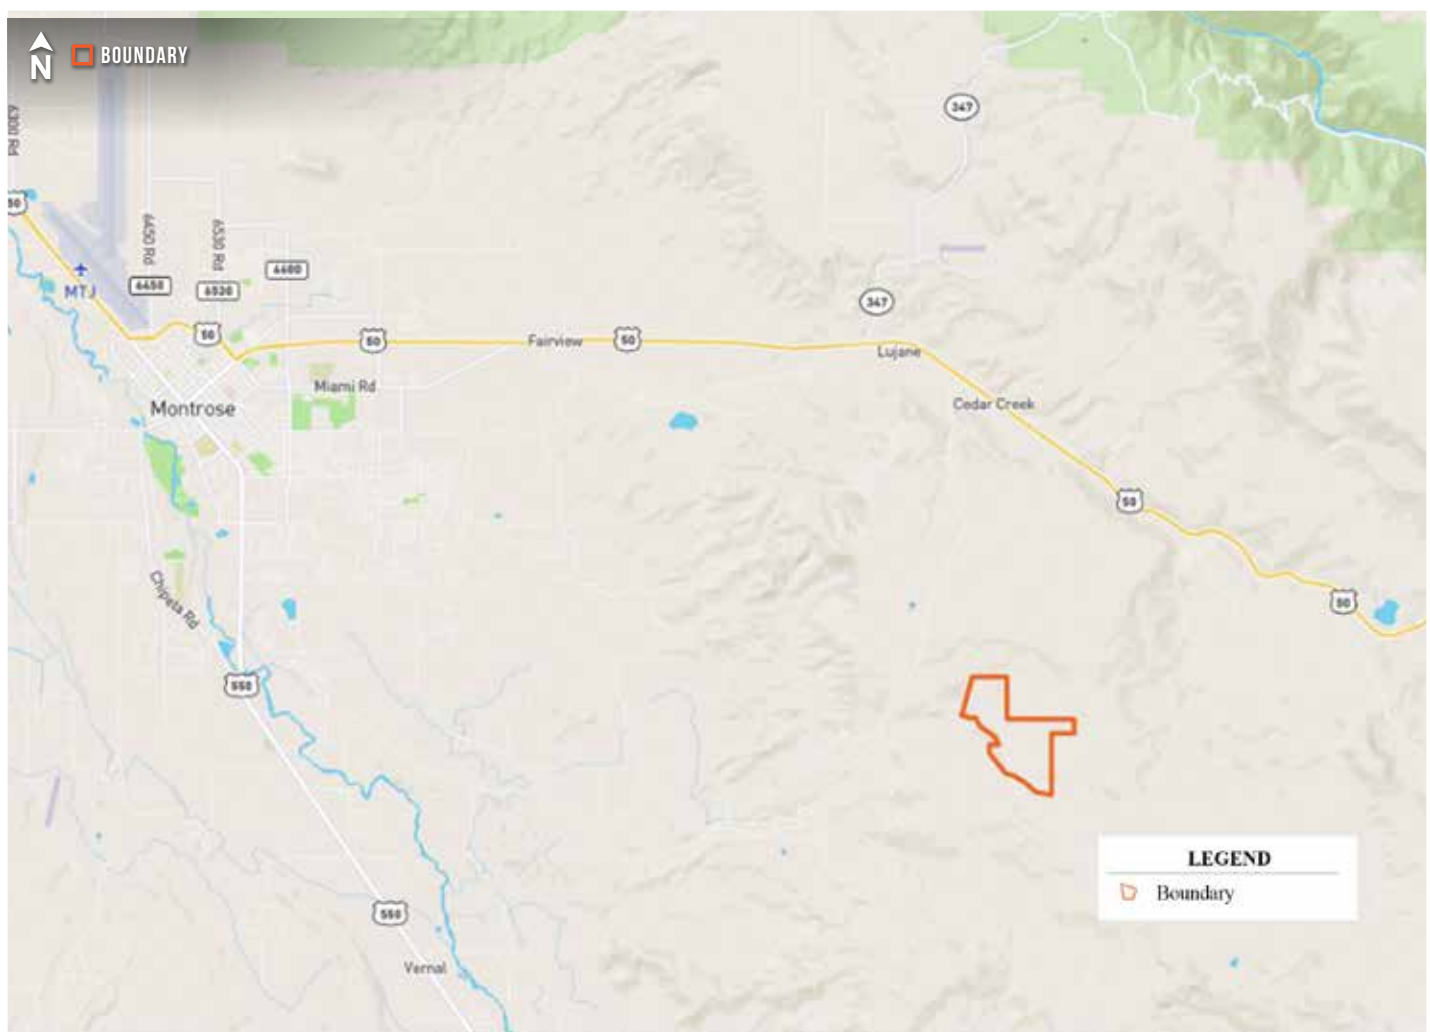 N
BOUNDARY
6300 Rd
347
50
6450 Rd
6530 Rd
6600
MTJ
6450
6530
347
50
50
Fairview
50
Lujane
Miami Rd
Cedar Creek
Montrose
50
Chipeta Rd
50
550
LEGEND
Boundary
550
Vernal